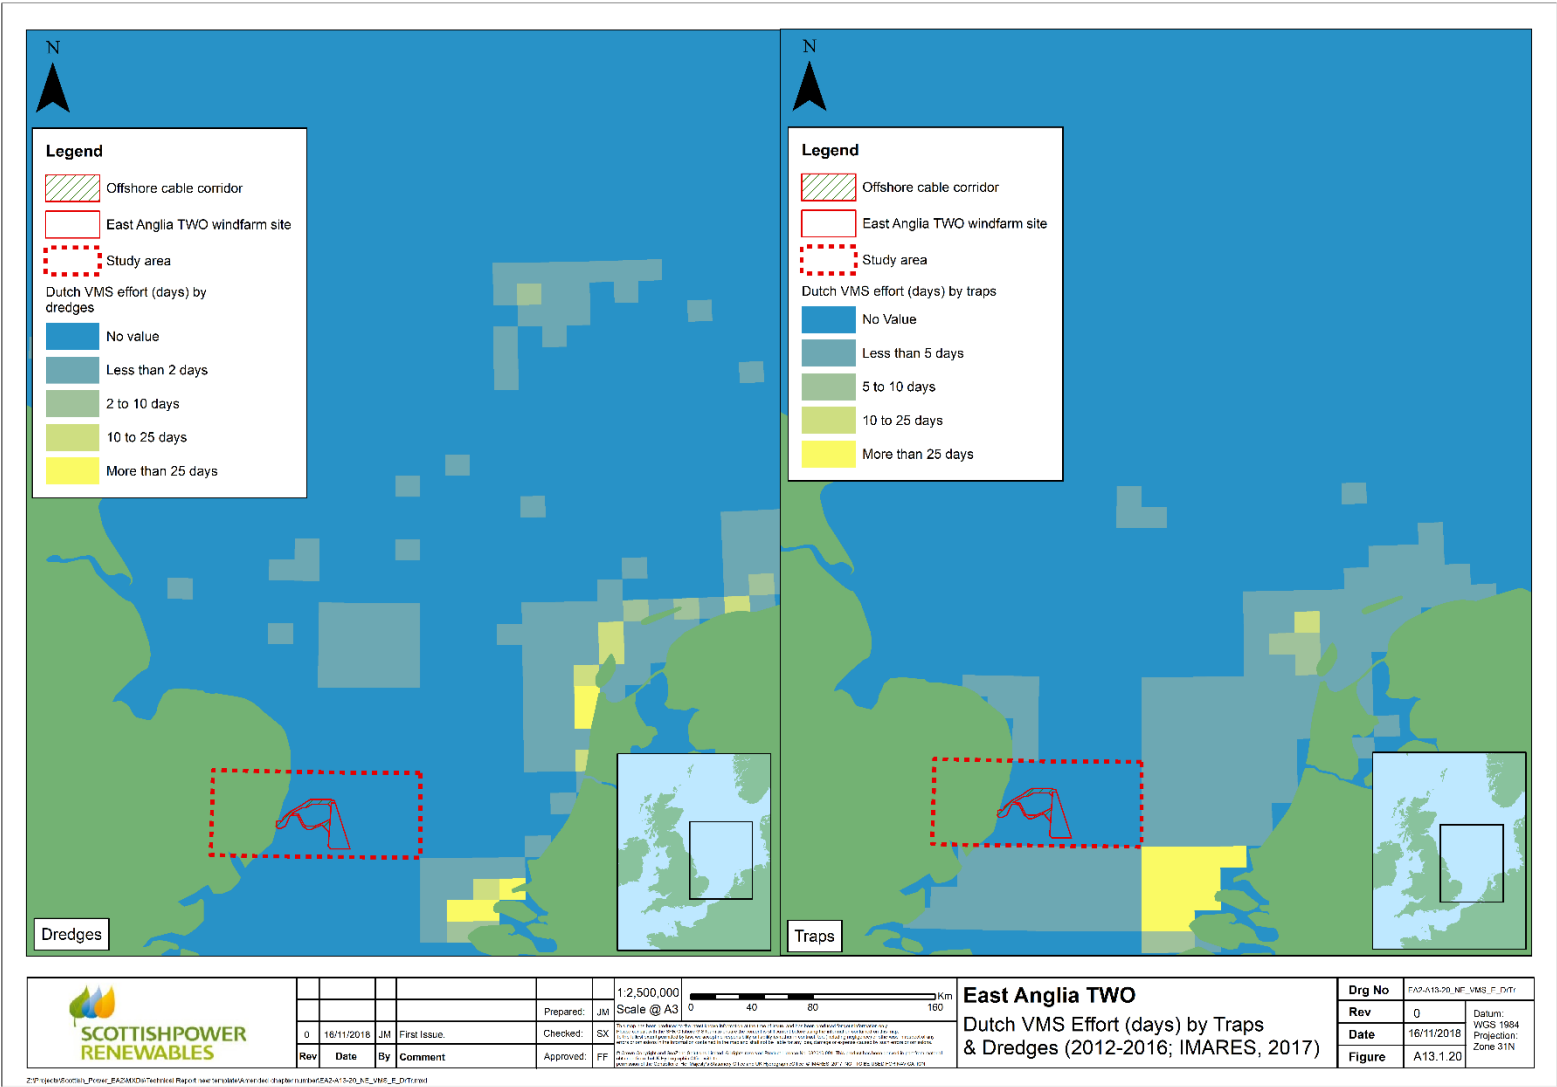 N
Legend
Offshore cable corridor
East Anglia TWO windfarm site
Study area
Dutch VMS effort (days) by
dredges
No value
Less than 2 days
2 to 10 days
10 to 25 days
More than 25 days
Dredges
N
Legend
Offshore cable corridor
East Anglia TWO windfarm site
Study area
Dutch VMS effort (days) by traps
No Value
Less than 5 days
5 to 10 days
10 to 25 days
More than 25 days
Traps
SCOTTISHPOWER
RENEWABLES
0 16/11/2018 JM First Issue.
Rev Date By Comment
Prepared: JM
Checked: SX
Approved: FF
1:2,500,000
Scale @ A3
0 40 80 160 Km
East Anglia TWO
Dutch VMS Effort (days) by Traps
& Dredges (2012-2016; IMARES, 2017)
Drg No EA2-A13-20_NE_VMS_E_DrTr
Rev 0
Date 16/11/2018
Figure A13.1.20
Datum:
WGS 1984
Projection:
Zone 31N